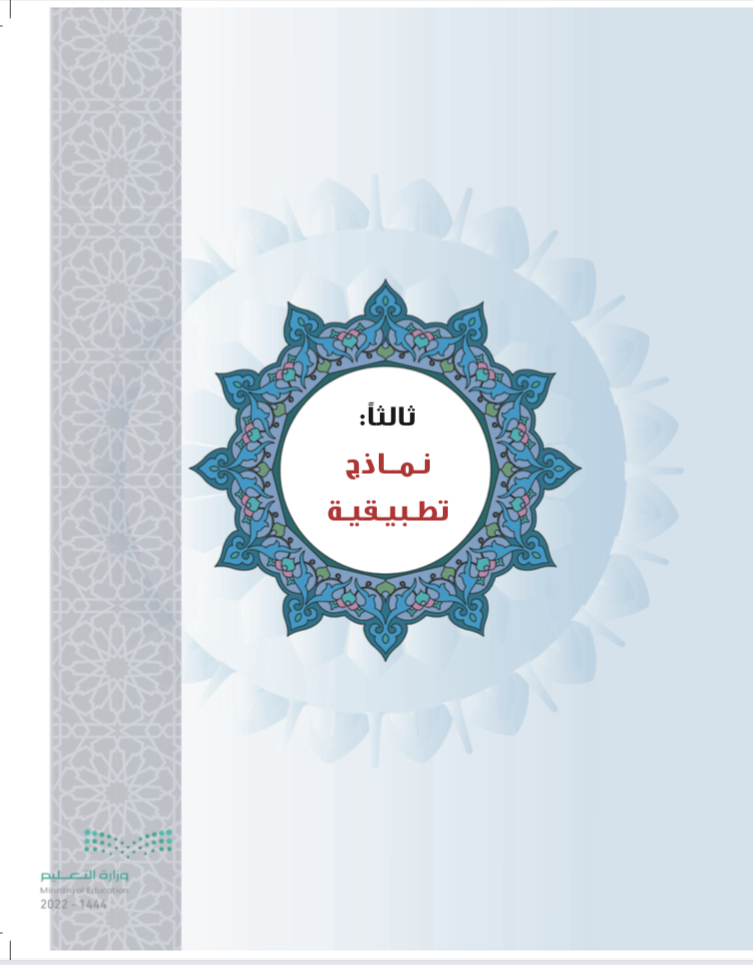 ثالثاً:
نماذج
تطبيقية
وزارة التعليم
Ministry of Education
2022 - 1444